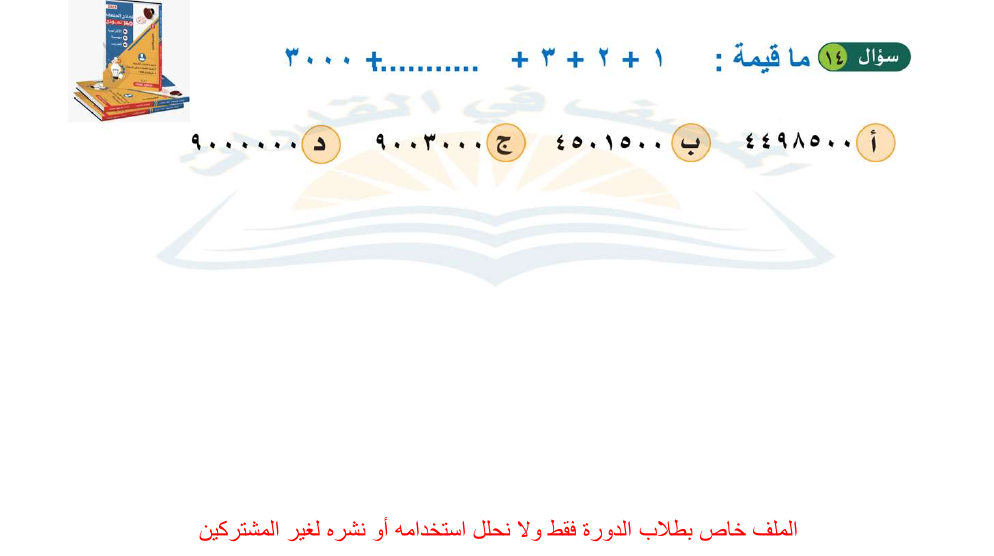 سؤال ١٤ ما قيمة : ١ + ٢ + ٣ + ...........+ ٣٠٠٠
أ ٤٤٩٨٥٠٠ ب ٤٥٠١٥٠٠ ج ٩٠٠٣٠٠٠ د ٩٠٠٠٠٠٠
الملف خاص بطلاب الدورة فقط ولا نحلل استخدامه أو نشره لغير المشتركين